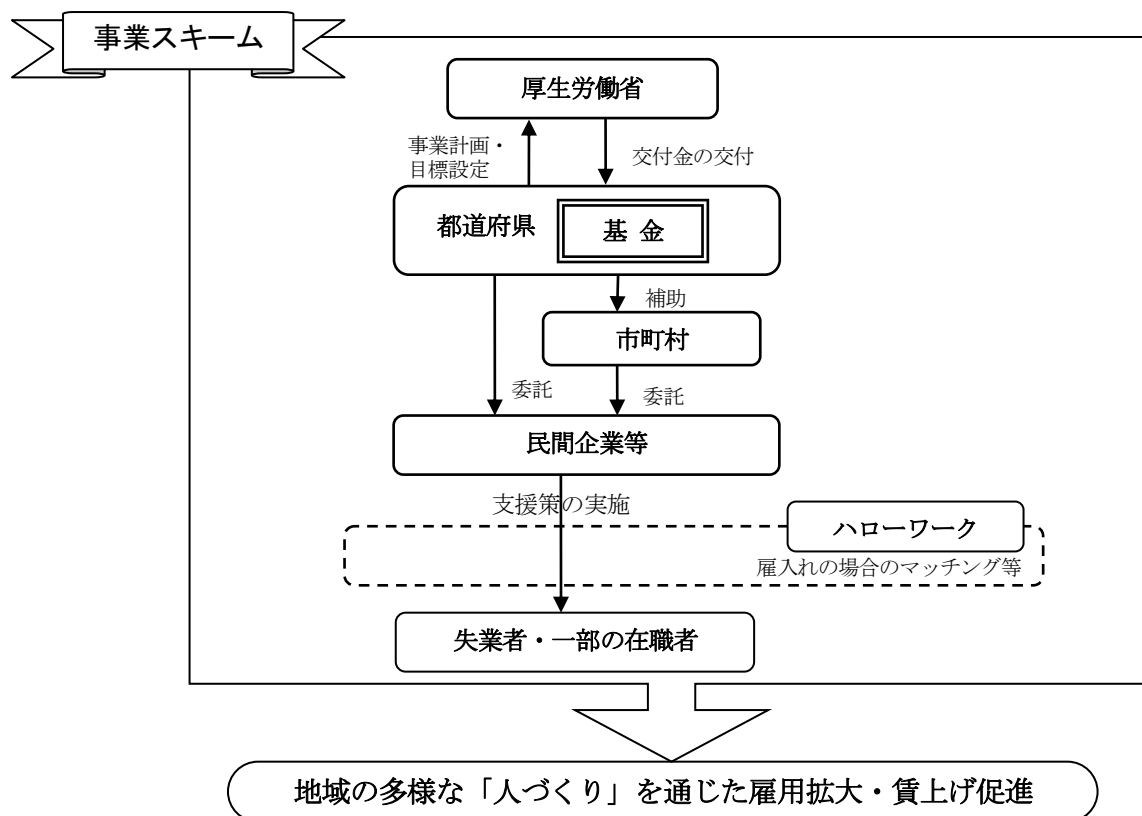 事業スキーム
厚生労働省
事業計画・
目標設定
交付金の交付
都道府県
基 金
補助
市町村
委託
委託
民間企業等
支援策の実施
ハローワーク
雇入れの場合のマッチング等
失業者・一部の在職者
地域の多様な「人づくり」を通じた雇用拡大・賃上げ促進